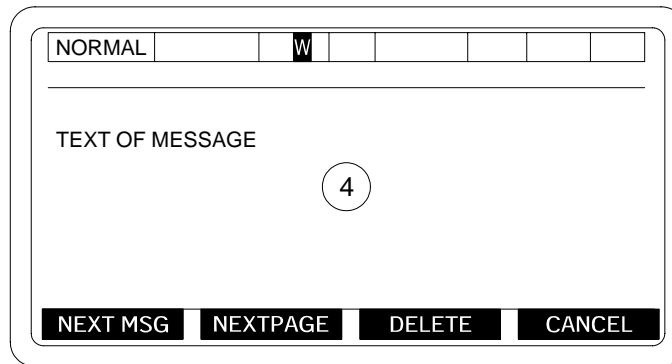 NORMAL W
TEXT OF MESSAGE
4
NEXT MSG NEXTPAGE DELETE CANCEL